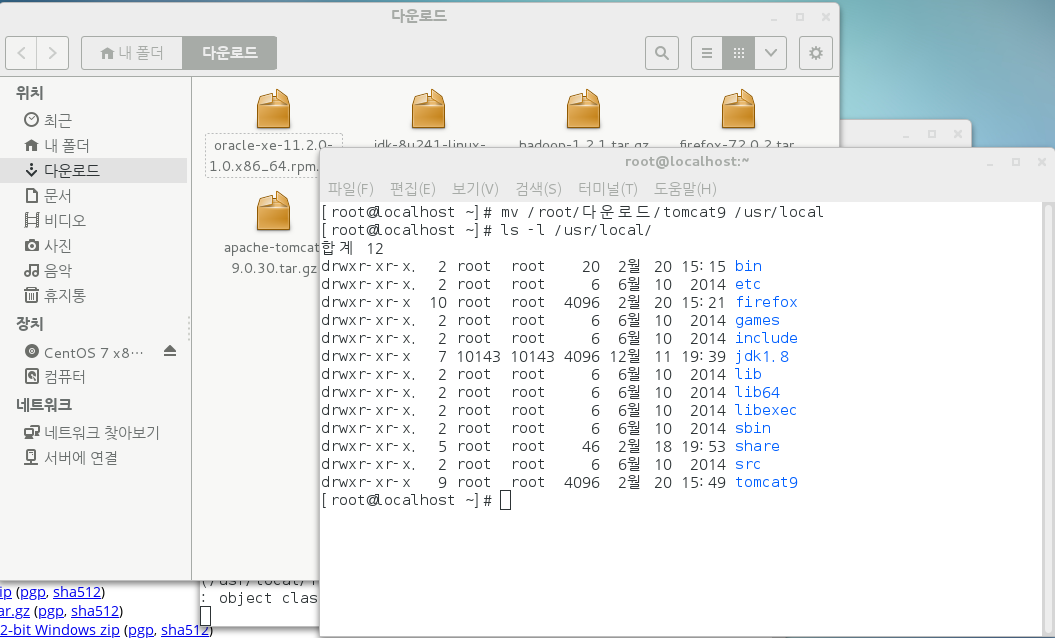 다운로드
내 폴더 다운로드
위치
최근
내 폴더
다운로드
문서
비디오
사진
음악
휴지통
장치
CentOS 7 x8…
컴퓨터
네트워크
네트워크 찾아보기
서버에 연결
oracle-xe-11.2.0-
1.0.x86_64.rpm.
jdk-8u241-linux-
hadoop-1.2.1.tar.gz
firefox-72.0.2.tar.
apache-tomcat
9.0.30.tar.gz
root@localhost:~
파일(F) 편집(E) 보기(V) 검색(S) 터미널(T) 도움말(H)
[root@localhost ~]# mv /root/다운로드/tomcat9 /usr/local
[root@localhost ~]# ls -l /usr/local/
합계 12
drwxr-xr-x. 2 root root 20 2월 20 15:15 bin
drwxr-xr-x. 2 root root 6 6월 10 2014 etc
drwxr-xr-x 10 root root 4096 2월 20 15:21 firefox
drwxr-xr-x. 2 root root 6 6월 10 2014 games
drwxr-xr-x. 2 root root 6 6월 10 2014 include
drwxr-xr-x 7 10143 10143 4096 12월 11 19:39 jdk1.8
drwxr-xr-x. 2 root root 6 6월 10 2014 lib
drwxr-xr-x. 2 root root 6 6월 10 2014 lib64
drwxr-xr-x. 2 root root 6 6월 10 2014 libexec
drwxr-xr-x. 2 root root 6 6월 10 2014 sbin
drwxr-xr-x. 5 root root 46 2월 18 19:53 share
drwxr-xr-x. 2 root root 6 6월 10 2014 src
drwxr-xr-x 9 root root 4096 2월 20 15:49 tomcat9
[root@localhost ~]#
(/usr/local/
: object clas
ip (pgp, sha512)
ar.gz (pgp, sha512)
2-bit Windows zip (pgp, sha512)